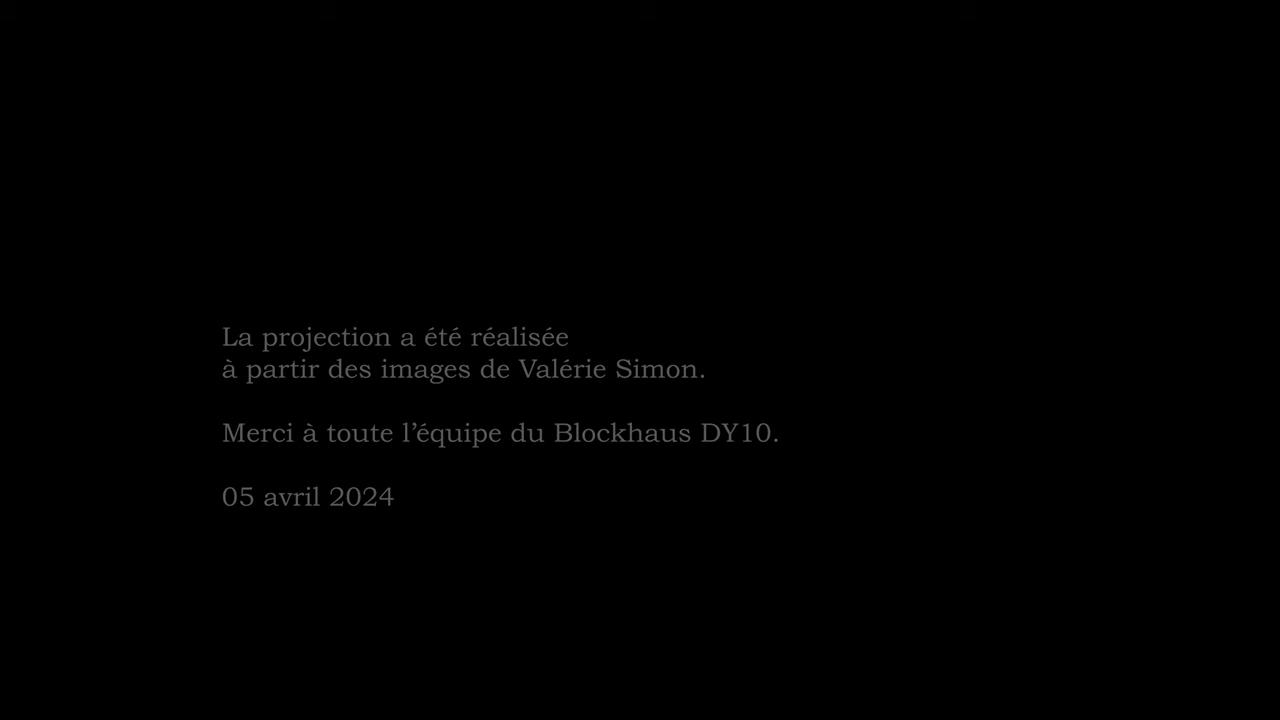 La projection a été réalisée
à partir des images de Valérie Simon.
Merci à toute l’équipe du Blockhaus DY10.
05 avril 2024